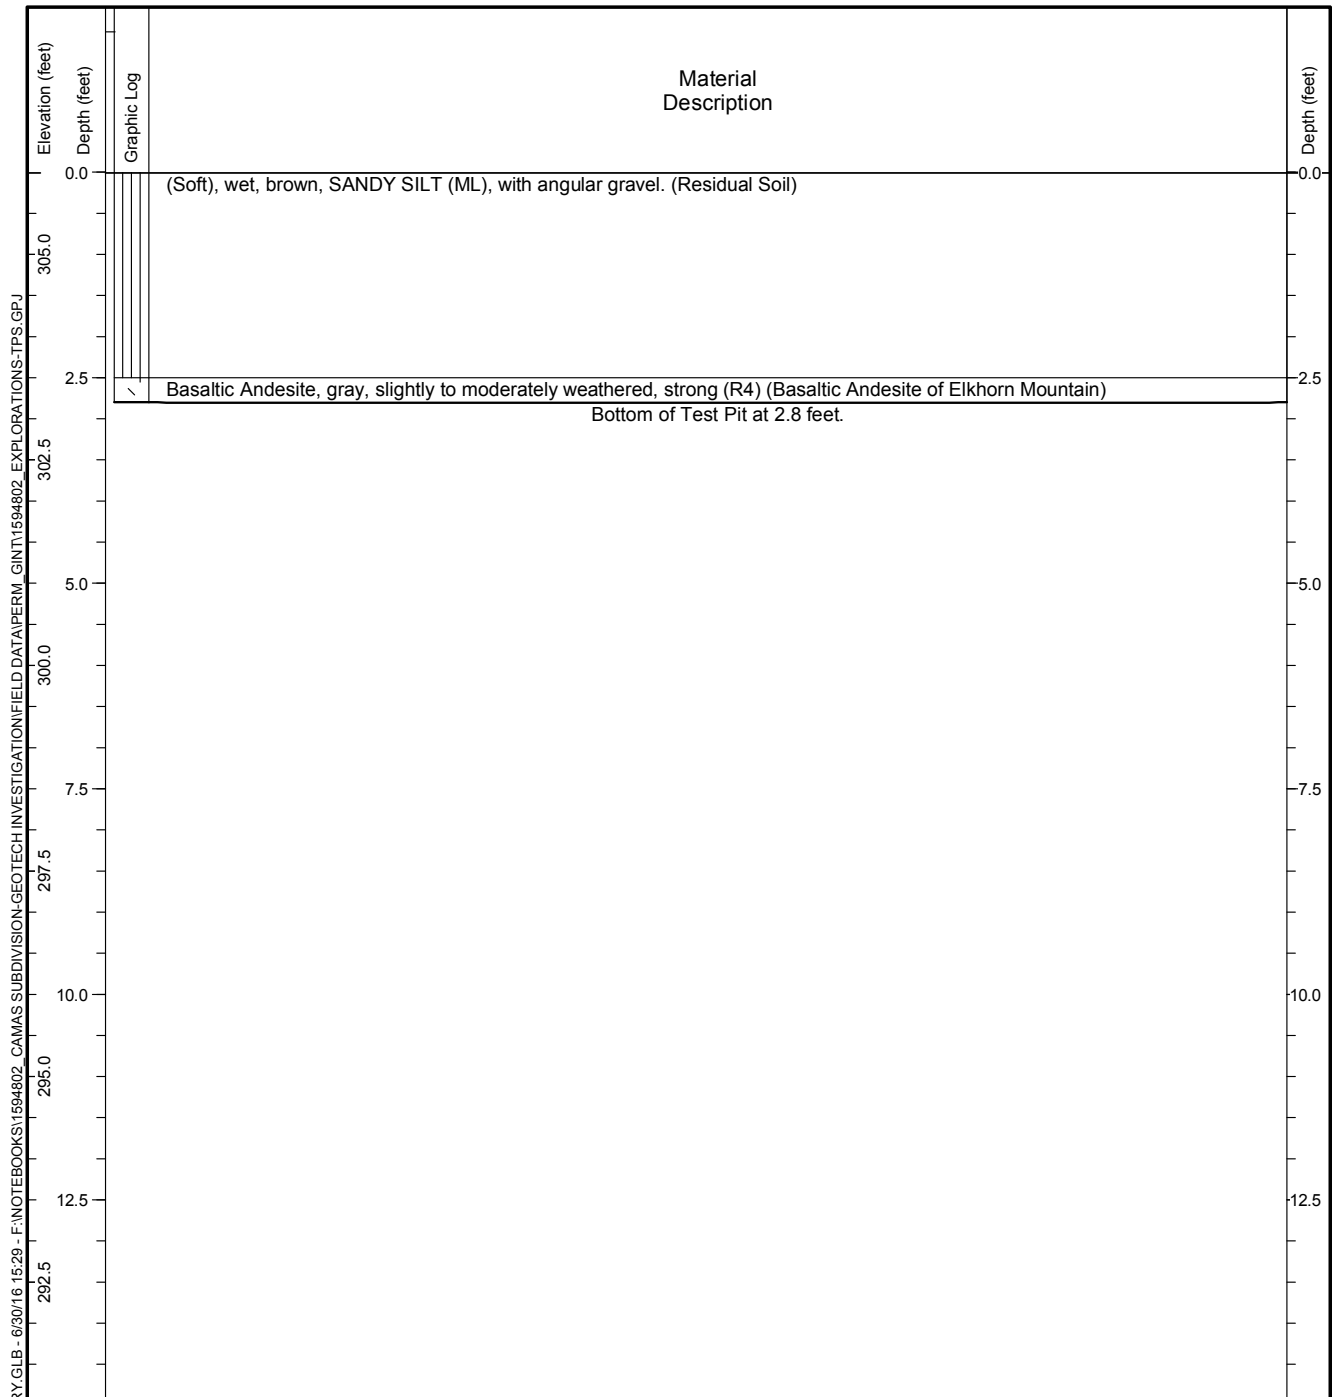 Elevation (feet)
Depth (feet)
Graphic Log
Material
Description
Depth (feet)
0.0
(Soft), wet, brown, SANDY SILT (ML), with angular gravel. (Residual Soil)
0.0
305.0
2.5
Basaltic Andesite, gray, slightly to moderately weathered, strong (R4) (Basaltic Andesite of Elkhorn Mountain)
2.5
Bottom of Test Pit at 2.8 feet.
302.5
5.0
5.0
300.0
7.5
7.5
297.5
10.0
10.0
295.0
12.5
12.5
292.5
RY.GLB - 6/30/16 15:29 - F:\NOTEBOOKS\1594802_CAMAS SUBDIVISION-GEOTECH INVESTIGATION\FIELD DATA\PERM_GINT\1594802_EXPLORATIONS-TPS.GPJ